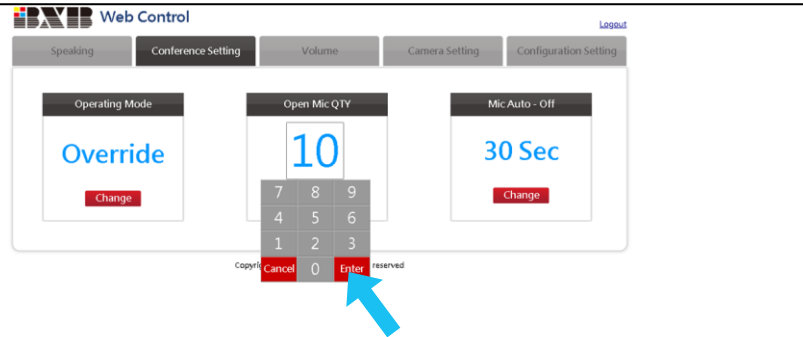 BXB Web Control
Logout
Speaking
Conference Setting
Volume
Camera Setting
Configuration Setting
Operating Mode
Override
Change
Open Mic QTY
10
7 8 9
4 5 6
1 2 3
Cancel 0 Enter
Mic Auto - Off
30 Sec
Change
reserved